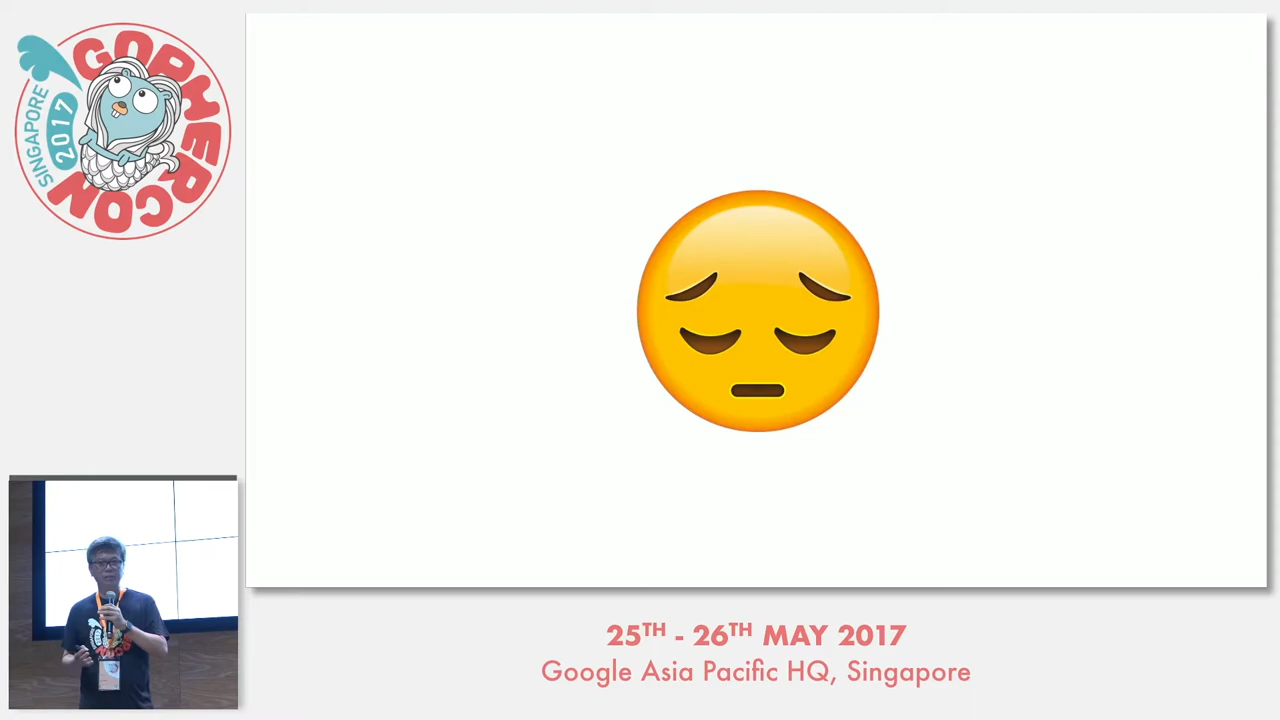 GOPHERCON
SINGAPORE
2017
25TH - 26TH MAY 2017
Google Asia Pacific HQ, Singapore